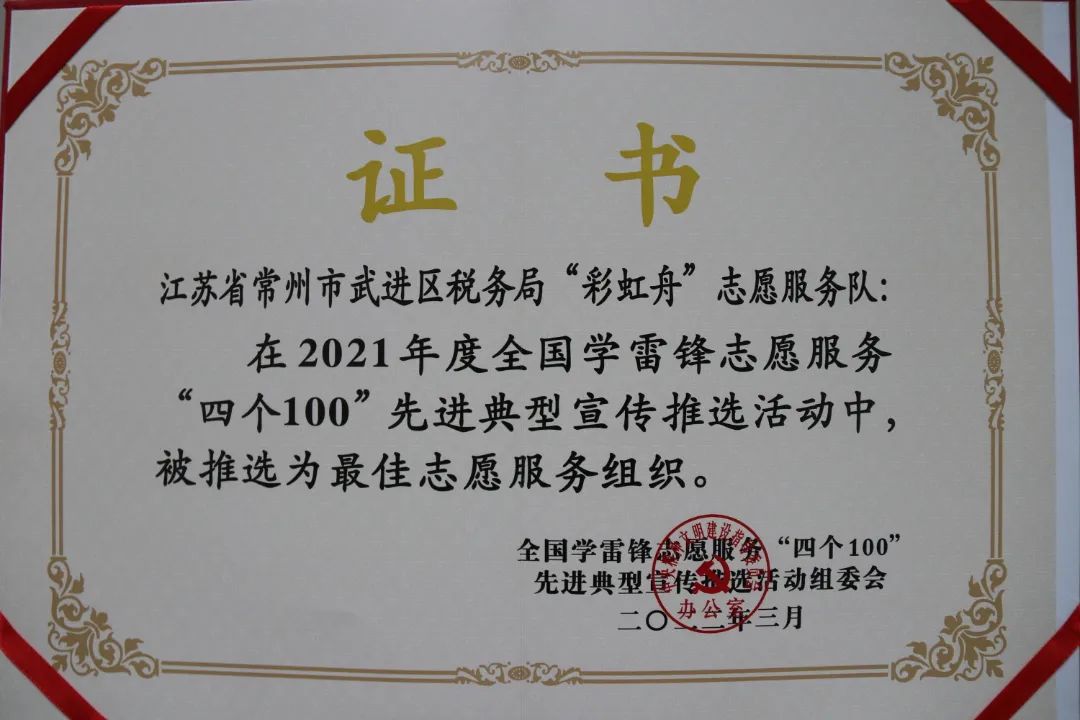 证书
江苏省常州市武进区税务局“彩虹舟”志愿服务队:
在2021年度全国学雷锋志愿服务
“四个100”先进典型宣传推选活动中,
被推选为最佳志愿服务组织。
全国学雷锋志愿服务“四个100”
先进典型宣传推选活动组委会
二〇二二年三月
办公室